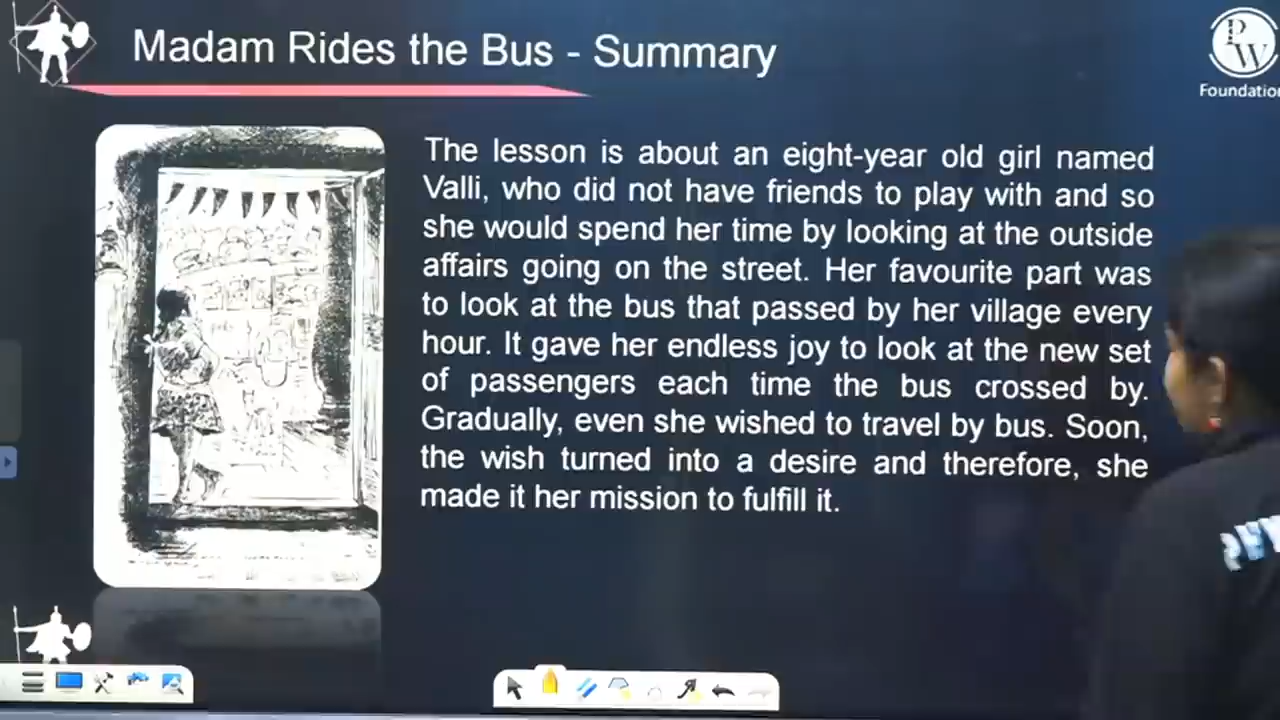 Madam Rides the Bus - Summary
PW
Foundation
The lesson is about an eight-year old girl named
Valli, who did not have friends to play with and so
she would spend her time by looking at the outside
affairs going on the street. Her favourite part was
to look at the bus that passed by her village every
hour. It gave her endless joy to look at the new set
of passengers each time the bus crossed by.
Gradually, even she wished to travel by bus. Soon,
the wish turned into a desire and therefore, she
made it her mission to fulfill it.